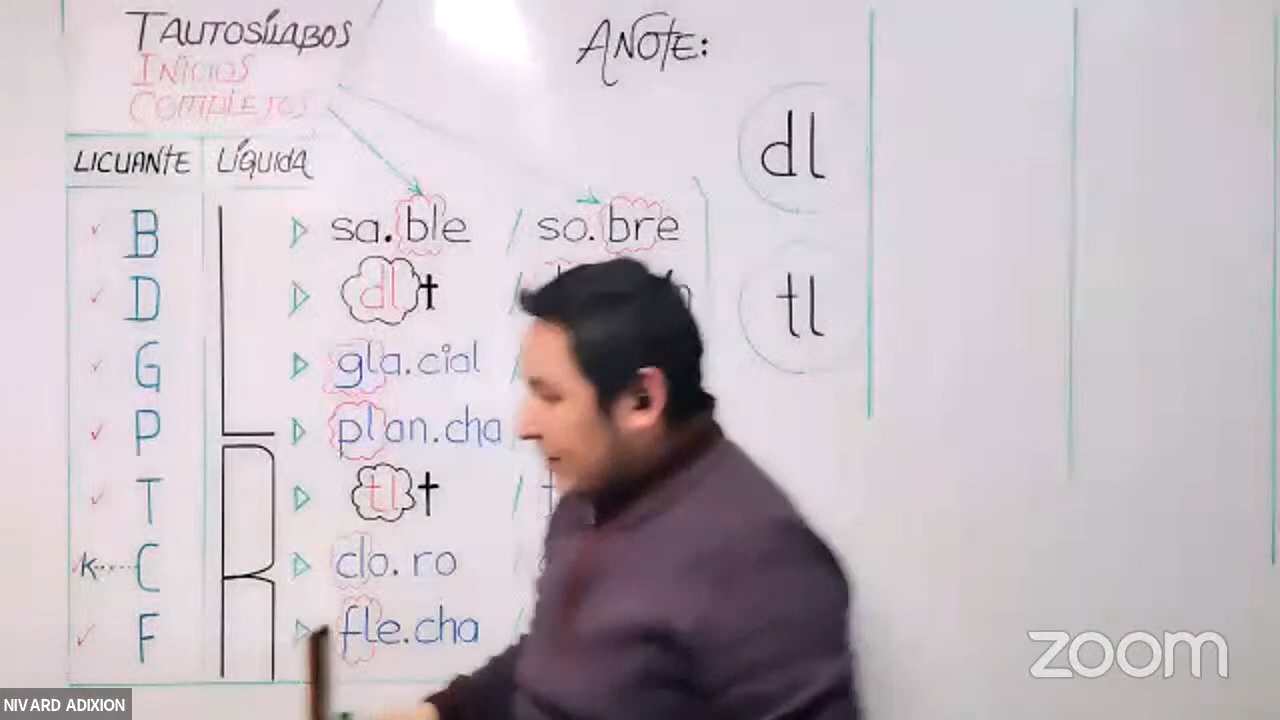 TAUTOSÍLABOS
INICIOS
COMPLETOS
ANOTE:
LICUANTE LÍQUIDA
dl
B sa.ble / so.bre
D dl† /
tl
G gla.cial /
P L plan.cha
T tl† /
K C clo.ro
F R fle.cha
zoom
NIVARD ADIXION